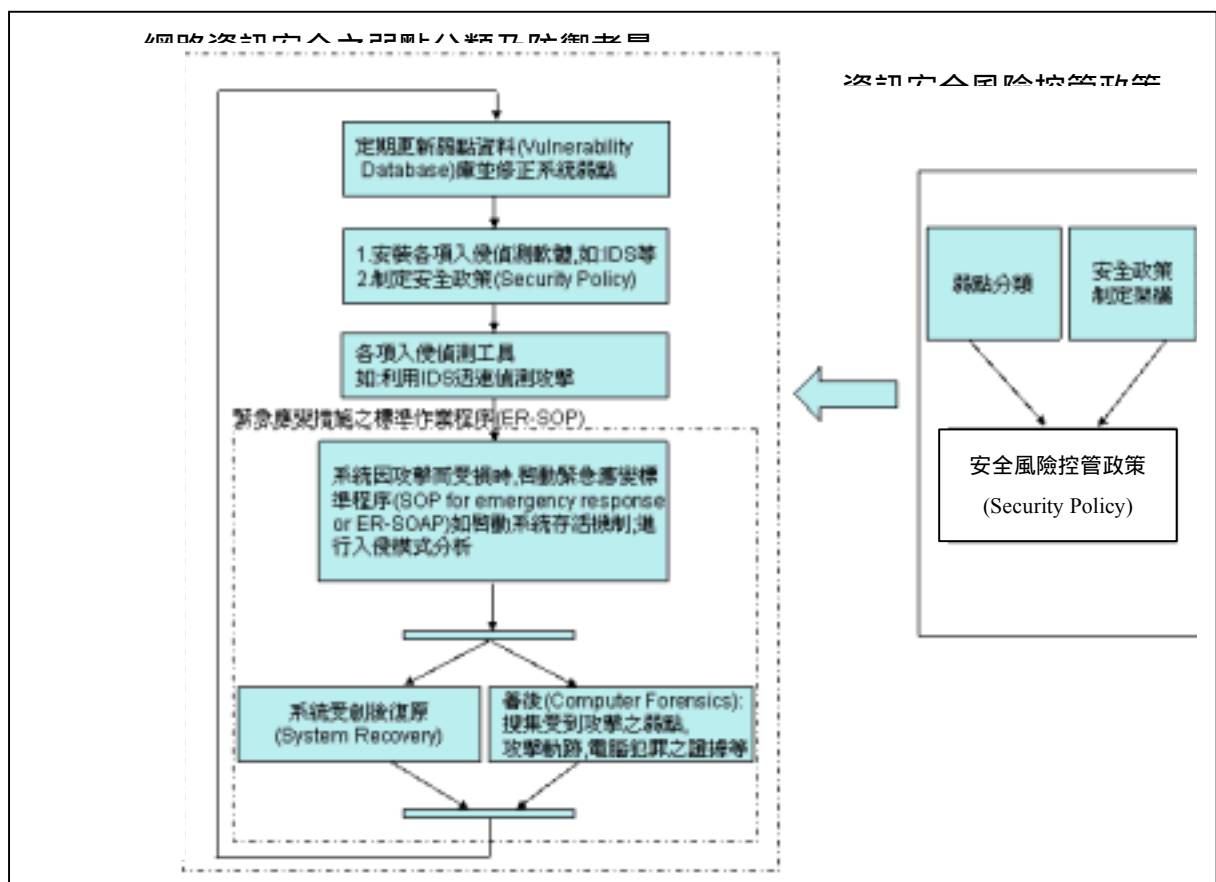 網路資訊安全之弱點分類及防禦考量
資訊安全風險控管政策
定期更新弱點資料(Vulnerability
Database)庫並修正系統弱點
1.安裝各項入侵偵測軟體,如:IDS等
2.制定安全政策(Security Policy)
各項入侵偵測工具
如:利用IDS迅速偵測攻擊
緊急應變措施之標準作業程序(ER-SOP)
系統因攻擊而受損時,啓動緊急應變標
準程序(SOP for emergency response
or ER-SOAP)如啓動系統存活機制;進
行入侵模式分析
系統受創後復原
(System Recovery)
善後(Computer Forensics):
搜集受到攻擊之弱點,
攻擊軌跡,電腦犯罪之證據等
弱點分類
安全政策
制定架構
安全風險控管政策
(Security Policy)